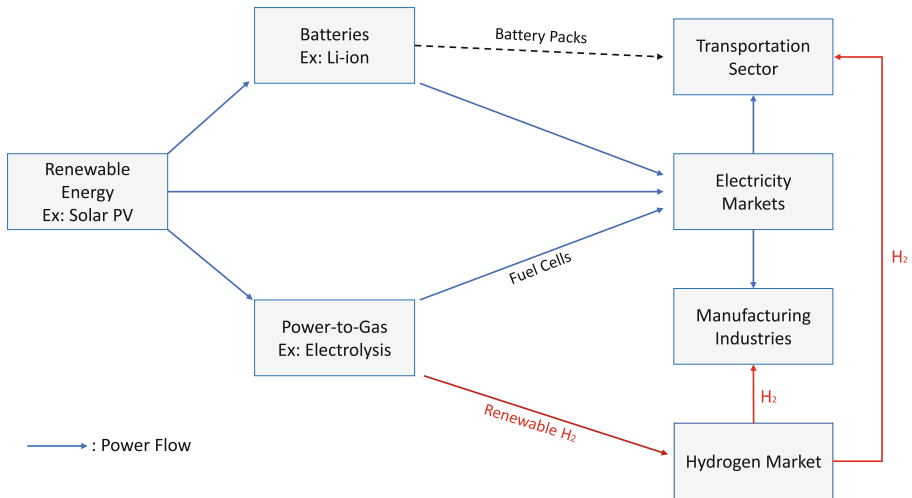 Batteries
Ex: Li-ion
Battery Packs
Transportation
Sector
Renewable
Energy
Ex: Solar PV
Electricity
Markets
Fuel Cells
H₂
Power-to-Gas
Ex: Electrolysis
Manufacturing
Industries
Renewable H₂
H₂
: Power Flow
Hydrogen Market